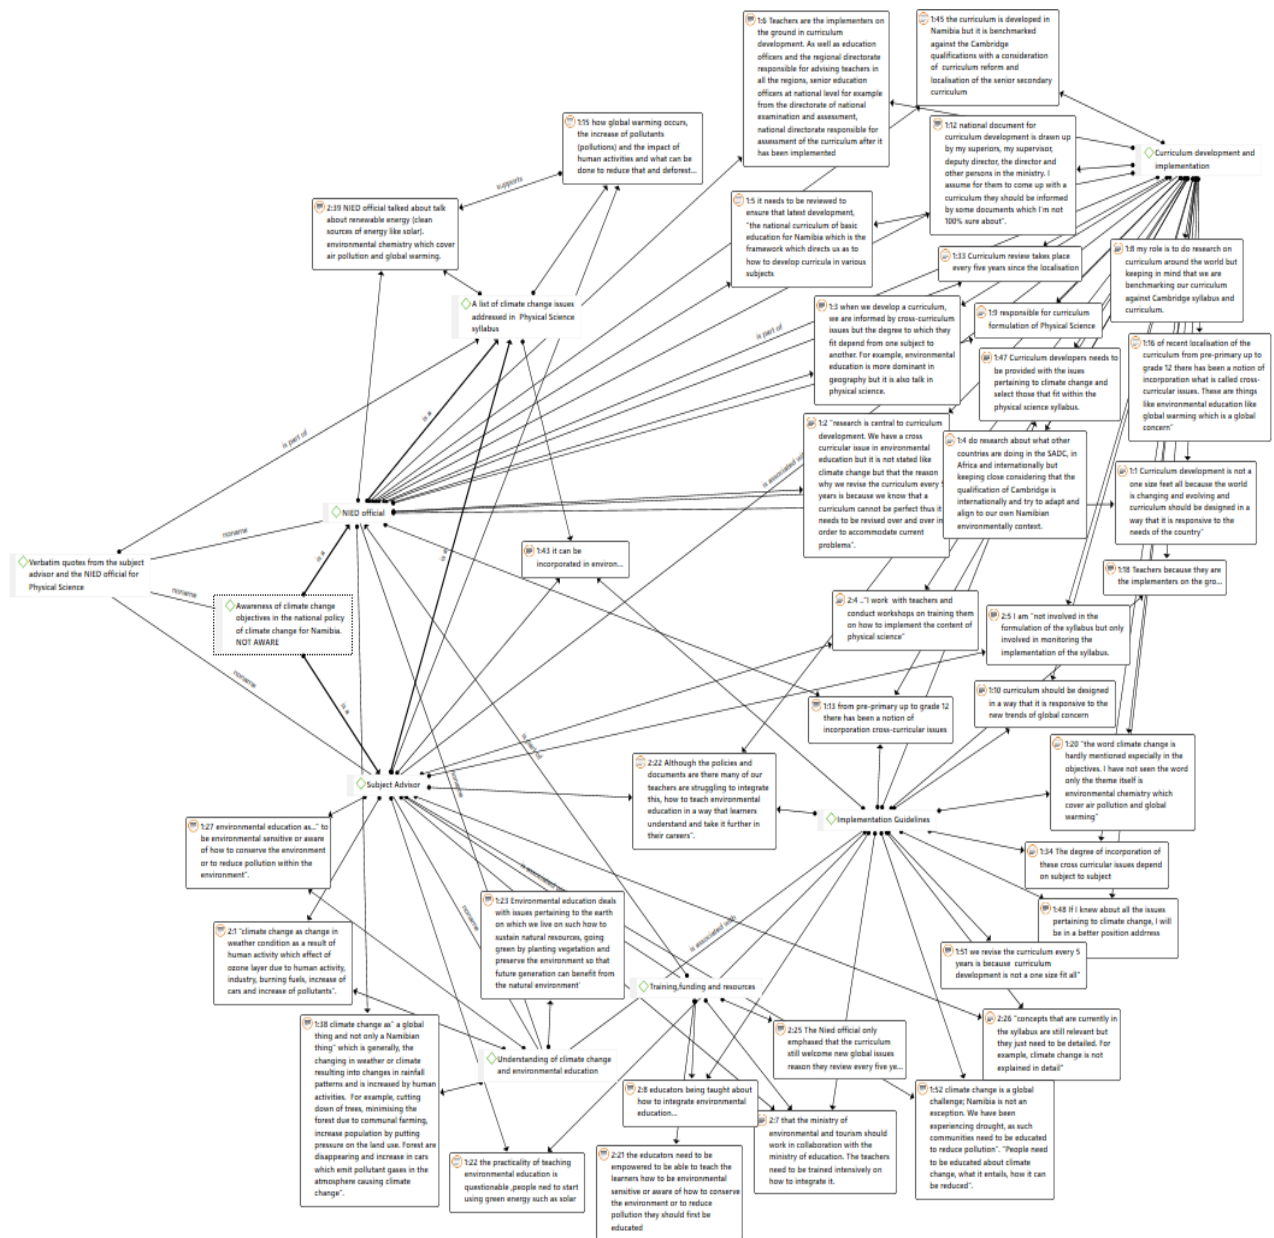 1:6 Teachers are the implementers on
the ground in curriculum
development. As well as education
officers and the regional directorate
responsible for advising teachers in
all the regions, senior education
officers at national level for example
from the directorate of national
examination and assessment,
national directorate responsible for
assessment of the curriculum after it
has been implemented
1:45 the curriculum is developed in
Namibia but it is benchmarked
against the Cambridge
qualifications with a consideration
of curriculum reform and
localisation of the senior secondary
curriculum
1:15 how global warming occurs,
the increase of pollutants
(pollutions) and the impact of
human activities and what can be
done to reduce that and deforest...
1:12 national document for
curriculum development is drawn up
by my superiors, my supervisor,
deputy director, the director and
other persons in the ministry. I
assume for them to come up with a
curriculum they should be informed
by some documents which I'm not
100% sure about".
Curriculum development and
implementation
supports
2:39 NIED official talked about talk
about renewable energy (clean
sources of energy like solar).
environmental chemistry which cover
air pollution and global warming.
1:5 it needs to be reviewed to
ensure that latest development,
"the national curriculum of basic
education for Namibia which is the
framework which directs us as to
how to develop curricula in various
subjects
1:33 Curriculum review takes place
every five years since the localisation
1:8 my role is to do research on
curriculum around the world but
keeping in mind that we are
benchmarking our curriculum
against Cambridge syllabus and
curriculum.
A list of climate change issues
addressed in Physical Science
syllabus
1:3 when we develop a curriculum,
we are informed by cross-curriculum
issues but the degree to which they
fit depend from one subject to
another. For example, environmental
education is more dominant in
geography but it is also talk in
physical science.
1:9 responsible for curriculum
formulation of Physical Science
is part of
1:47 Curriculum developers needs to
be provided with the isues
pertaining to climate change and
select those that fit within the
physical science syllabus.
1:16 of recent localisation of the
curriculum from pre-primary up to
grade 12 there has been a notion of
incorporation what is called cross-
curricular issues. These are things
like environmental education like
global warming which is a global
concern"
is a
is part of
1:2 "research is central to curriculum
development. We have a cross
curricular issue in environmental
education but it is not stated like
climate change but that the reason
why we revise the curriculum every 5
years is because we know that a
curriculum cannot be perfect thus it
needs to be revised over and over in
order to accommodate current
problems".
1:4 do research about what other
countries are doing in the SADC, in
Africa and internationally but
keeping close considering that the
qualification of Cambridge is
internationally and try to adapt and
align to our own Namibian
environmentally context.
is associated
1:1 Curriculum development is not a
one size feet all because the world
is changing and evolving and
curriculum should be designed in a
way that it is responsive to the
needs of the country"
NIED official
noname
Verbatim quotes from the subject
advisor and the NIED official for
Physical Science
is a
is a
1:43 it can be
incorporated in environ...
1:18 Teachers because they are
the implementers on the gro...
noname
Awareness of climate change
objectives in the national policy
of climate change for Namibia.
NOT AWARE
2:4 .."I work with teachers and
conduct workshops on training them
on how to implement the content of
physical science"
2:5 I am "not involved in the
formulation of the syllabus but only
involved in monitoring the
implementation of the syllabus.
noname
is a
1:10 curriculum should be designed
in a way that it is responsive to the
new trends of global concern
1:13 from pre-primary up to grade 12
there has been a notion of
incorporation cross-curricular issues
is part of
1:20 "the word climate change is
hardly mentioned especially in the
objectives. I have not seen the word
only the theme itself is
environmental chemistry which
cover air pollution and global
warming"
2:22 Although the policies and
documents are there many of our
teachers are struggling to integrate
this, how to teach environmental
education in a way that learners
understand and take it further in
their careers".
Subject Advisor
noname
Implementation Guidelines
1:27 environmental education as..." to
be environmental sensitive or aware
of how to conserve the environment
or to reduce pollution within the
environment".
1:34 The degree of incorporation of
these cross curricular issues depend
on subject to subject
is associated
1:23 Environmental education deals
with issues pertaining to the earth
on which we live on such how to
sustain natural resources, going
green by planting vegetation and
preserve the environment so that
future generation can benefit from
the natural environment'
noname
is associated with
1:48 If I knew about all the issues
pertaining to climate change, I will
be in a better position addrress
2:1 "climate change as change in
weather condition as a result of
human activity which effect of
ozone layer due to human activity,
industry, burning fuels, increase of
cars and increase of pollutants".
1:51 we revise the curriculum every 5
years is because curriculum
development is not a one size fit all"
Training,funding and resources
1:38 climate change as" a global
thing and not only a Namibian
thing" which is generally, the
changing in weather or climate
resulting into changes in rainfall
patterns and is increased by human
activities. For example, cutting
down of trees, minimising the
forest due to communal farming,
increase population by putting
pressure on the land use. Forest are
disappearing and increase in cars
which emit pollutant gases in the
atmosphere causing climate
change".
2:25 The Nied official only
emphased that the curriculum
still welcome new global issues
reason they review every five ye...
2:26 "concepts that are currently in
the syllabus are still relevant but
they just need to be detailed. For
example, climate change is not
explained in detail"
Understanding of climate change
and environmental education
2:8 educators being taught about
how to integrate environmental
education...
1:52 climate change is a global
challenge; Namibia is not an
exception. We have been
experiencing drought, as such
communities need to be educated
to reduce pollution". "People need
to be educated about climate
change, what it entails, how it can
be reduced".
2:7 that the ministry of
environmental and tourism should
work in collaboration with the
ministry of education. The teachers
need to be trained intensively on
how to integrate it.
1:22 the practicality of teaching
environmental education is
questionable ,people ned to start
using green energy such as solar
2:21 the educators need to be
empowered to be able to teach the
learners how to be environmental
sensitive or aware of how to conserve
the environment or to reduce
pollution they should first be
educated